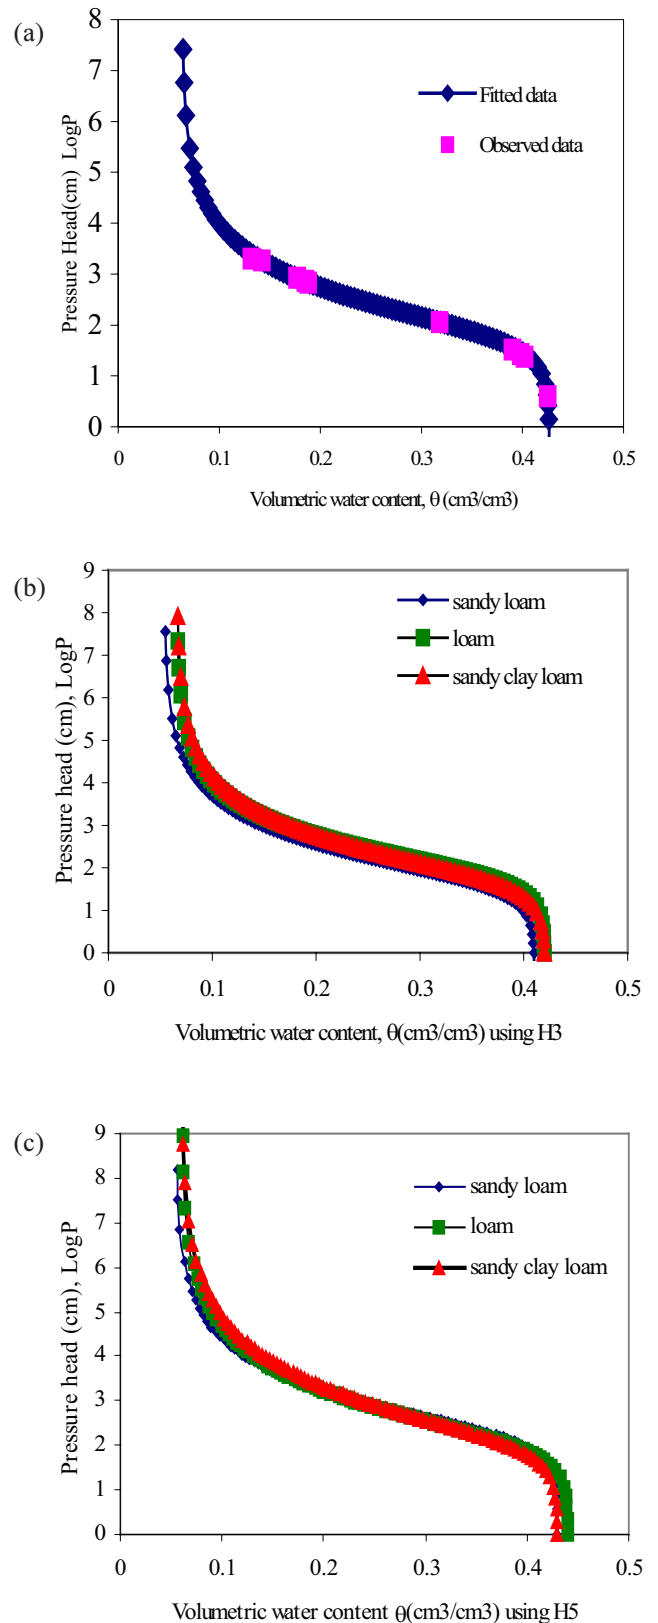 (a)
8
7
6
5
4
3
2
1
0
Pressure Head(cm) LogP
Fitted data
Observed data
0 0.1 0.2 0.3 0.4 0.5
Volumetric water content, θ (cm3/cm3)
(b)
9
8
7
6
5
4
3
2
1
0
Pressure head (cm), LogP
sandy loam
loam
sandy clay loam
0 0.1 0.2 0.3 0.4 0.5
Volumetric water content, θ(cm3/cm3) using H3
(c)
9
8
7
6
5
4
3
2
1
0
Pressure head (cm), LogP
sandy loam
loam
sandy clay loam
0 0.1 0.2 0.3 0.4 0.5
Volumetric water content θ(cm3/cm3) using H5